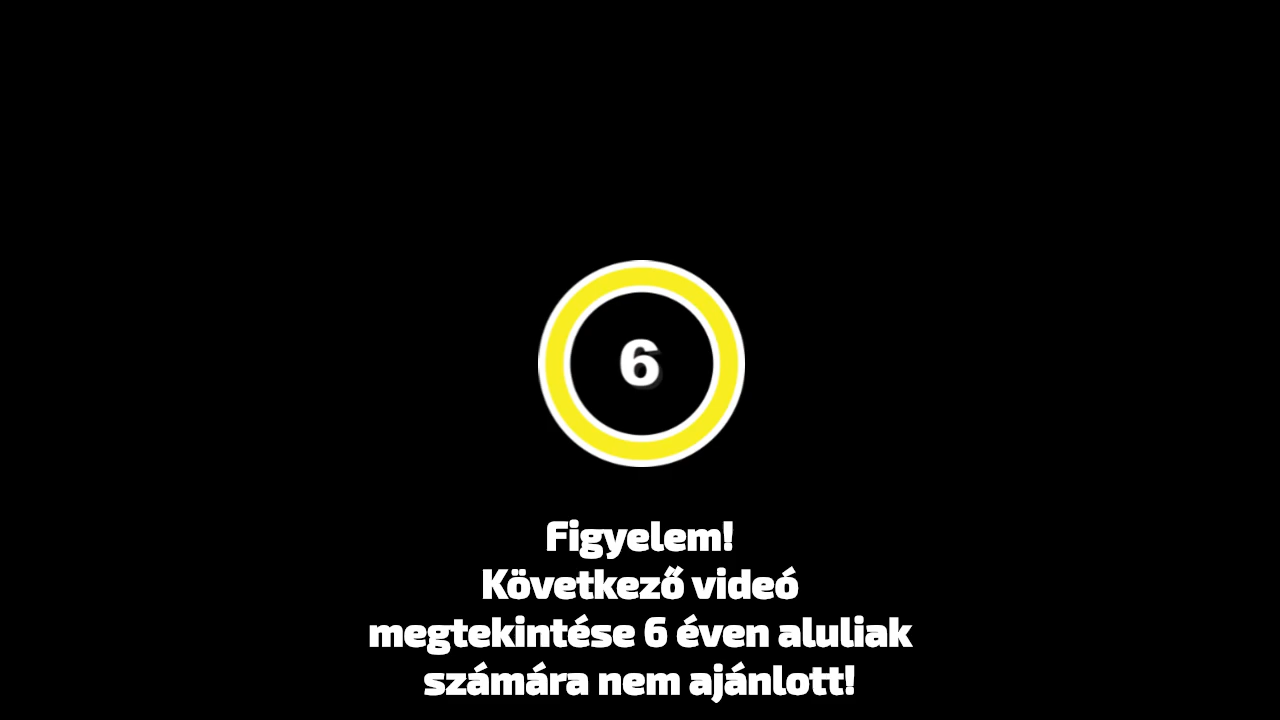 6
Figyelem!
Következő videó
megtekintése 6 éven aluliak
számára nem ajánlott!